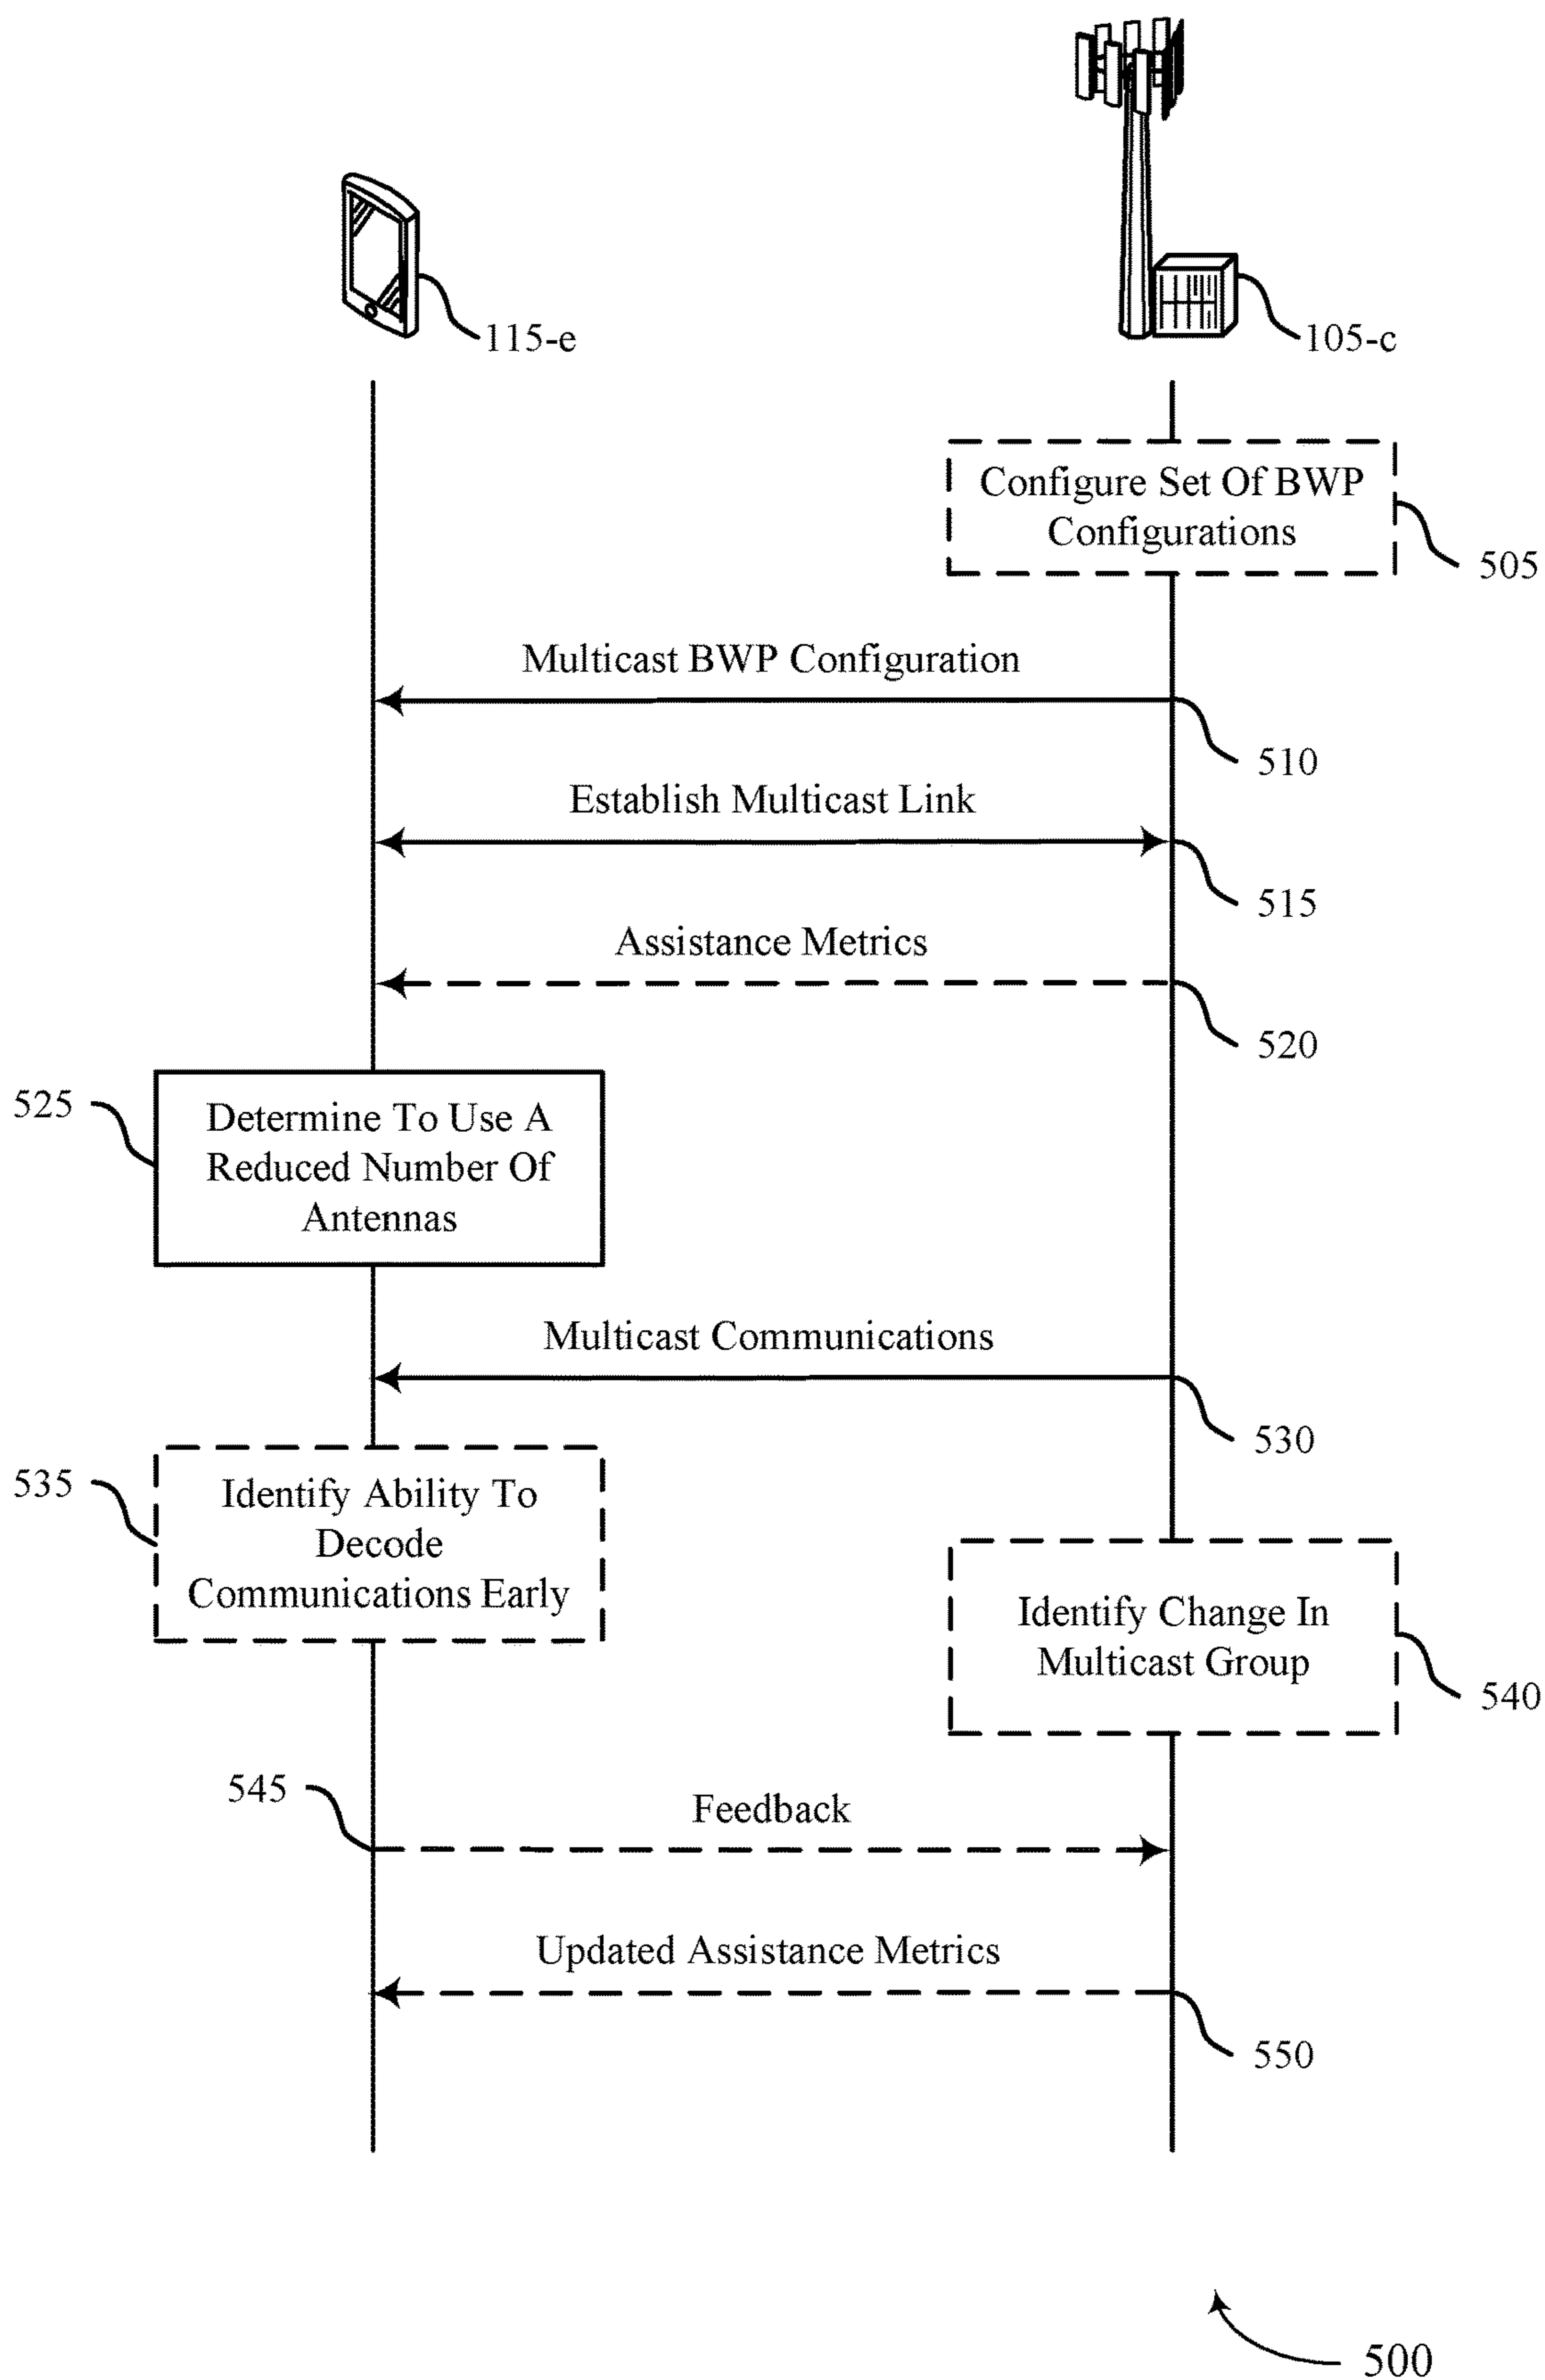 115-e
105-c
Configure Set Of BWP
Configurations
505
Multicast BWP Configuration
510
Establish Multicast Link
515
Assistance Metrics
520
525
Determine To Use A
Reduced Number Of
Antennas
Multicast Communications
530
535
Identify Ability To
Decode
Communications Early
Identify Change In
Multicast Group
540
545
Feedback
Updated Assistance Metrics
550
500